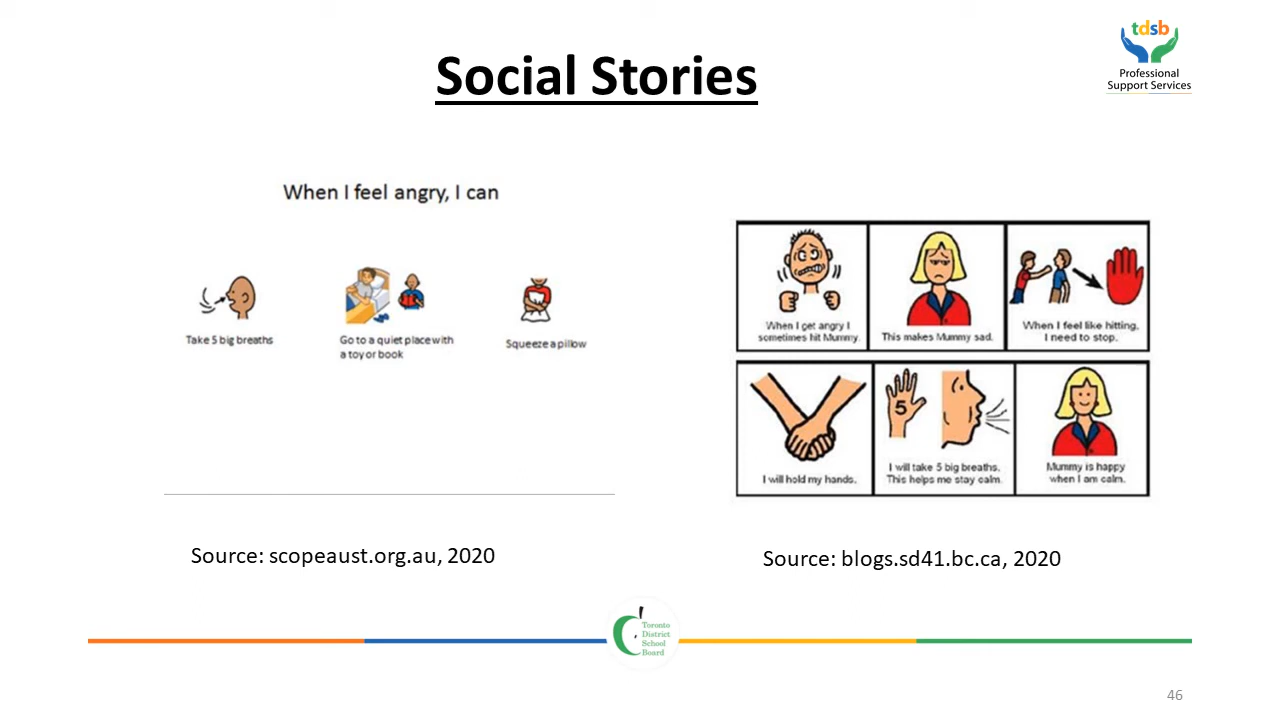 tdsb
Professional
Support Services
Social Stories
When I feel angry, I can
Take 5 big breaths
Go to a quiet place with
a toy or book
Squeeze a pillow
When I get angry I
sometimes hit Mummy.
This makes Mummy sad.
When I feel like hitting,
I need to stop.
I will hold my hands.
5
I will take 5 big breaths.
This helps me stay calm.
Mummy is happy
when I am calm.
Source: scopeaust.org.au, 2020
Source: blogs.sd41.bc.ca, 2020
Toronto
District
School
Board
46